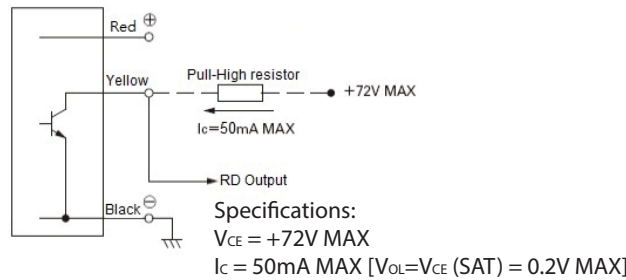 Red ⊕
Yellow
Pull-High resistor
+72V MAX
Ic=50mA MAX
RD Output
Black ⊖
Specifications:
VCE = +72V MAX
IC = 50mA MAX [VOL=VCE (SAT) = 0.2V MAX]